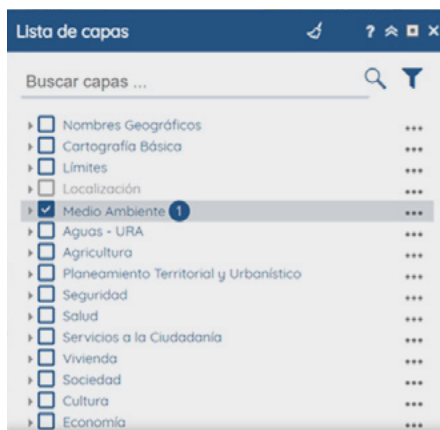 Lista de capas ?
Buscar capas ...
Nombres Geográficos
Cartografía Básica
Límites
Localización
Medio Ambiente 1
Aguas - URA
Agricultura
Planeamiento Territorial y Urbanístico
Seguridad
Salud
Servicios a la Ciudadanía
Vivienda
Sociedad
Cultura
Economía